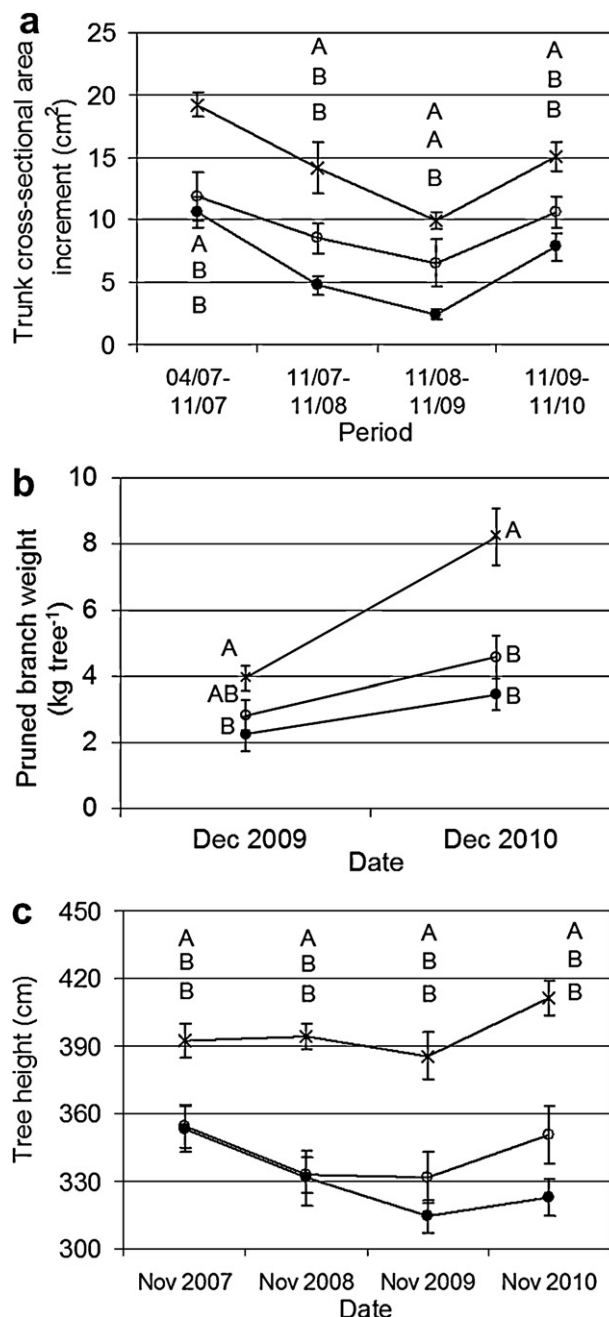 a
25
20
15
10
5
0
Trunk cross-sectional area
increment (cm²)
A
B
B
A
B
B
A
A
B
A
B
B
04/07-
11/07
11/07-
11/08
11/08-
11/09
11/09-
11/10
Period
b
10
8
6
4
2
0
Pruned branch weight
(kg tree⁻¹)
A
AB
B
A
B
B
Dec 2009
Dec 2010
Date
c
450
420
390
360
330
300
Tree height (cm)
A
B
B
A
B
B
A
B
B
A
B
B
Nov 2007
Nov 2008
Nov 2009
Nov 2010
Date